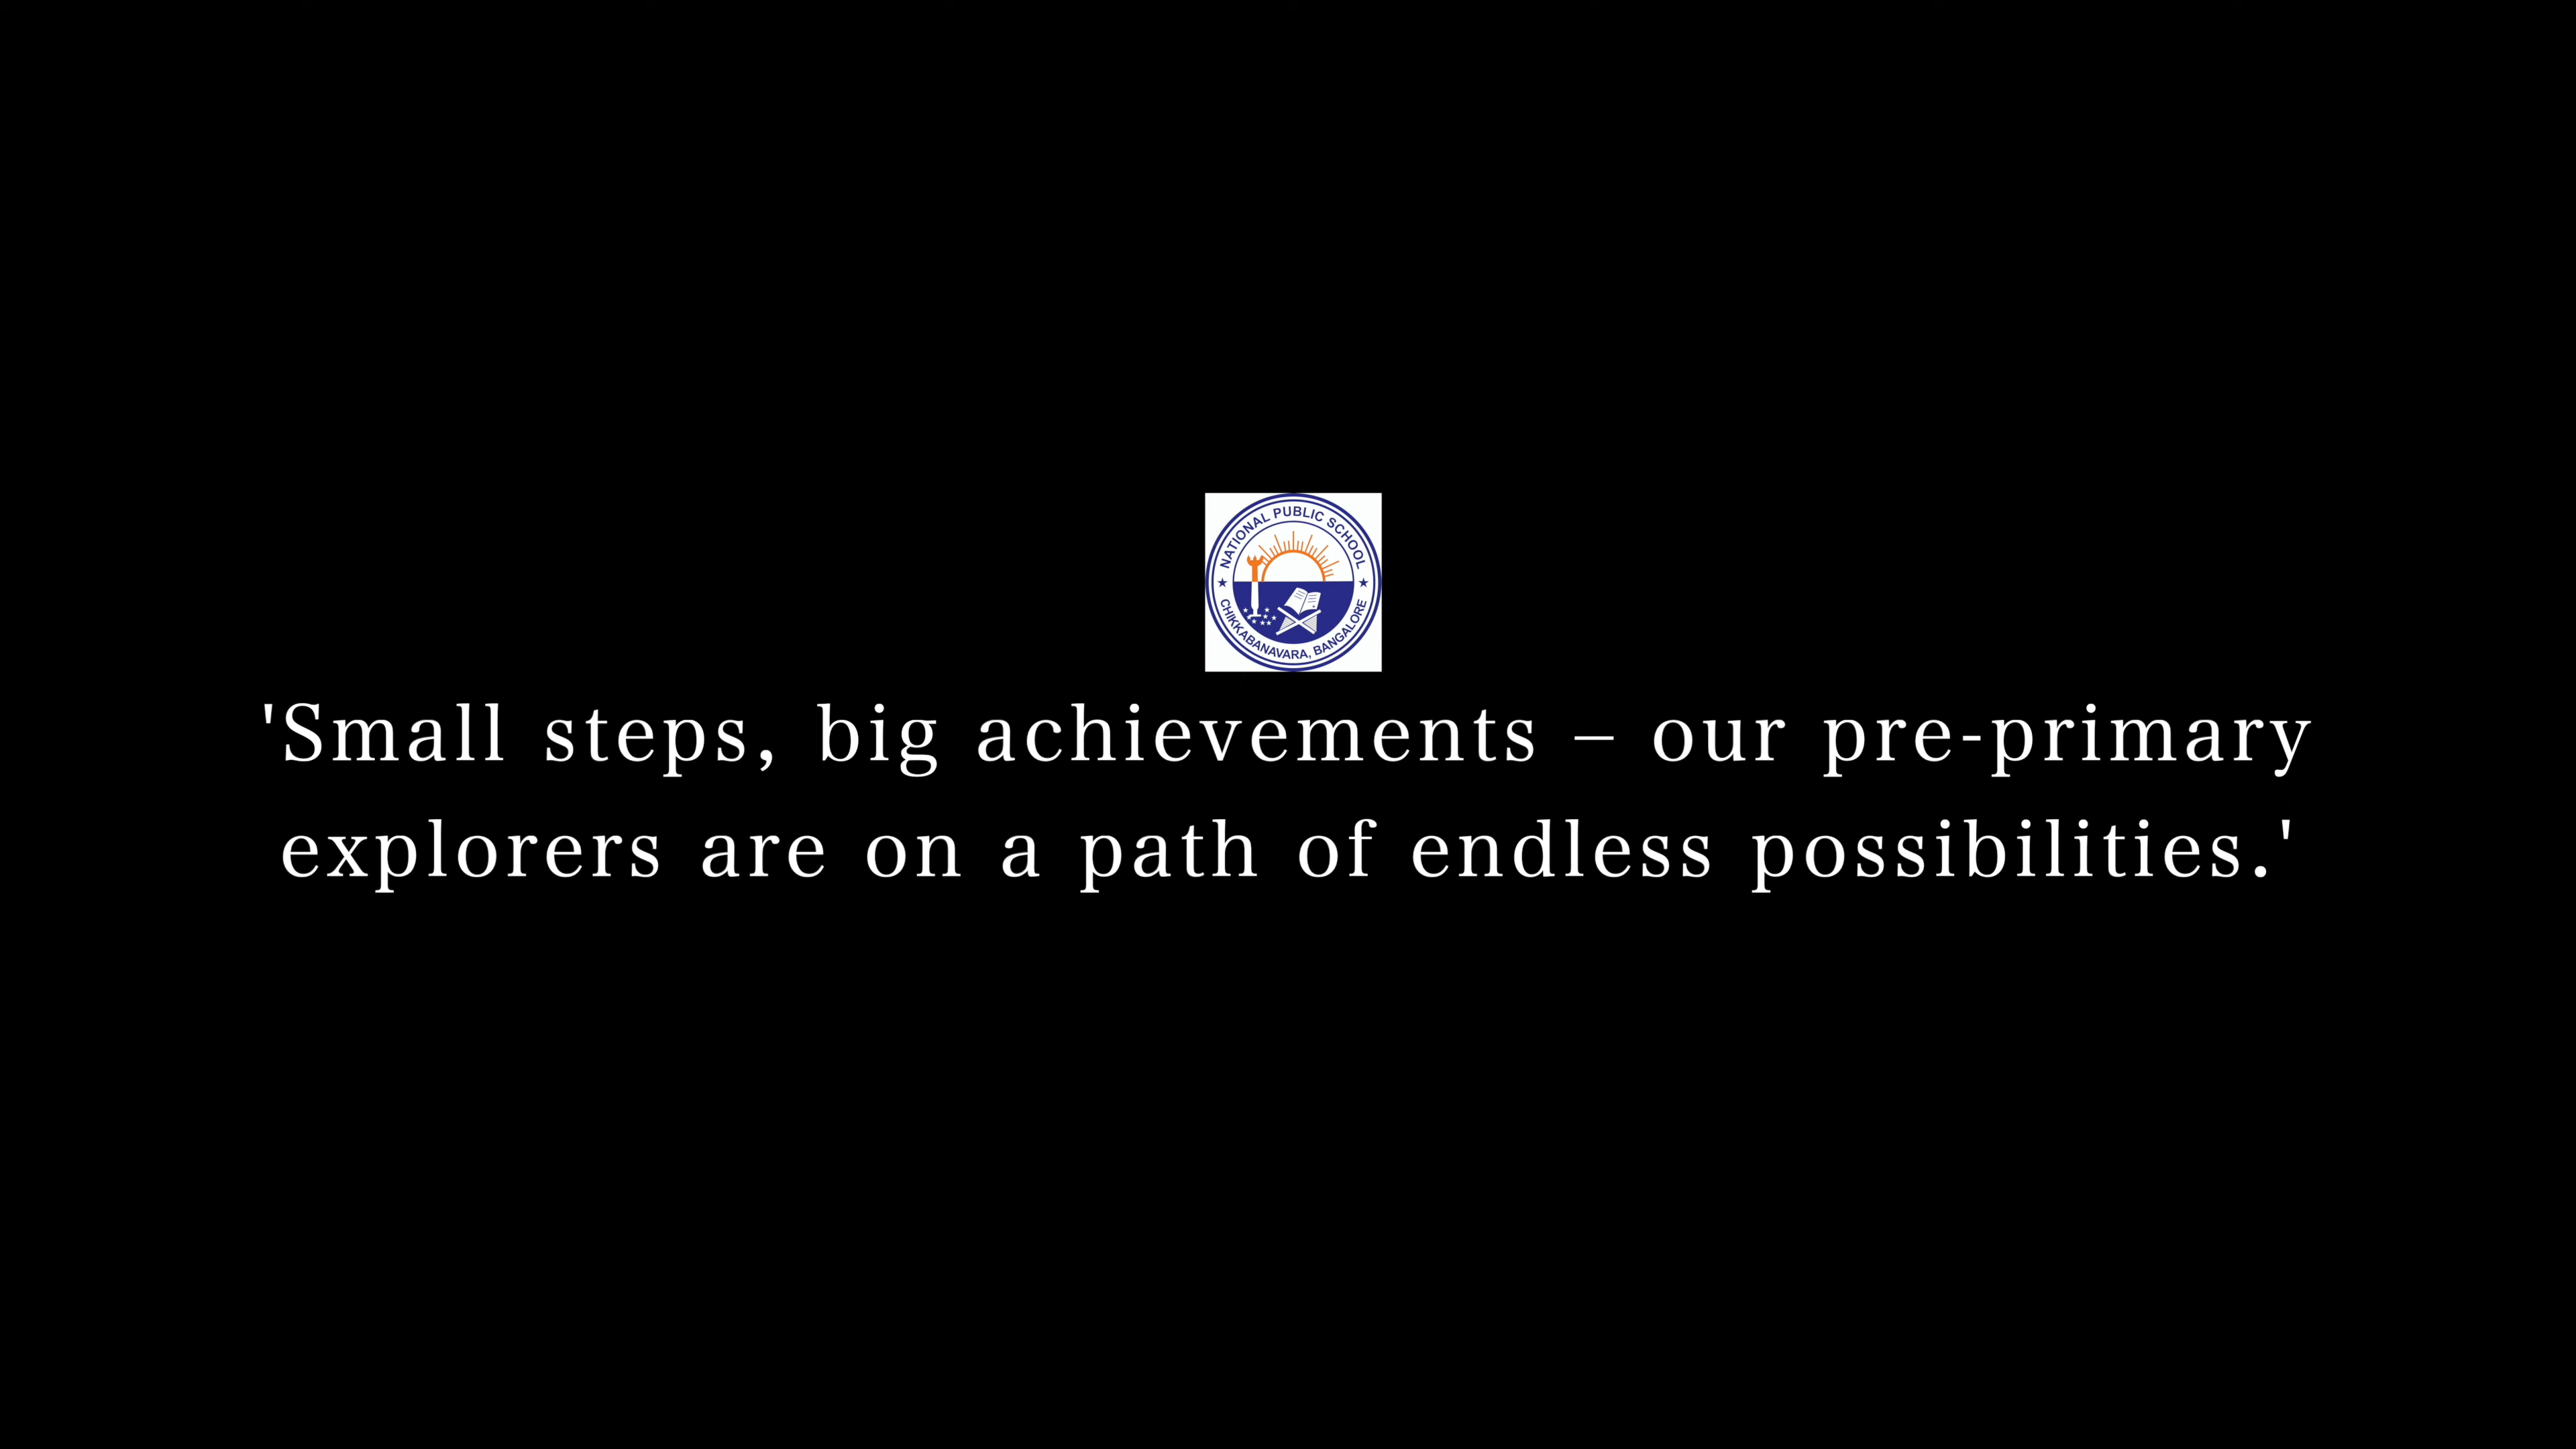 NATIONAL PUBLIC SCHOOL
CHIKKABANAVARA, BANGALORE
'Small steps, big achievements – our pre-primary
explorers are on a path of endless possibilities.'